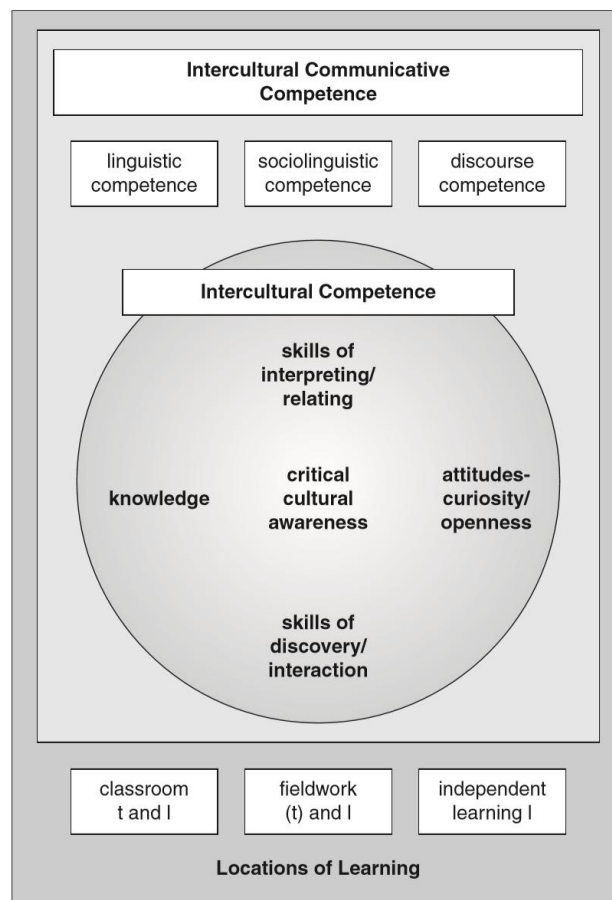 Intercultural Communicative
Competence
linguistic
competence
sociolinguistic
competence
discourse
competence
Intercultural Competence
skills of
interpreting/
relating
knowledge
critical
cultural
awareness
attitudes-
curiosity/
openness
skills of
discovery/
interaction
classroom
t and l
fieldwork
(t) and l
independent
learning l
Locations of Learning